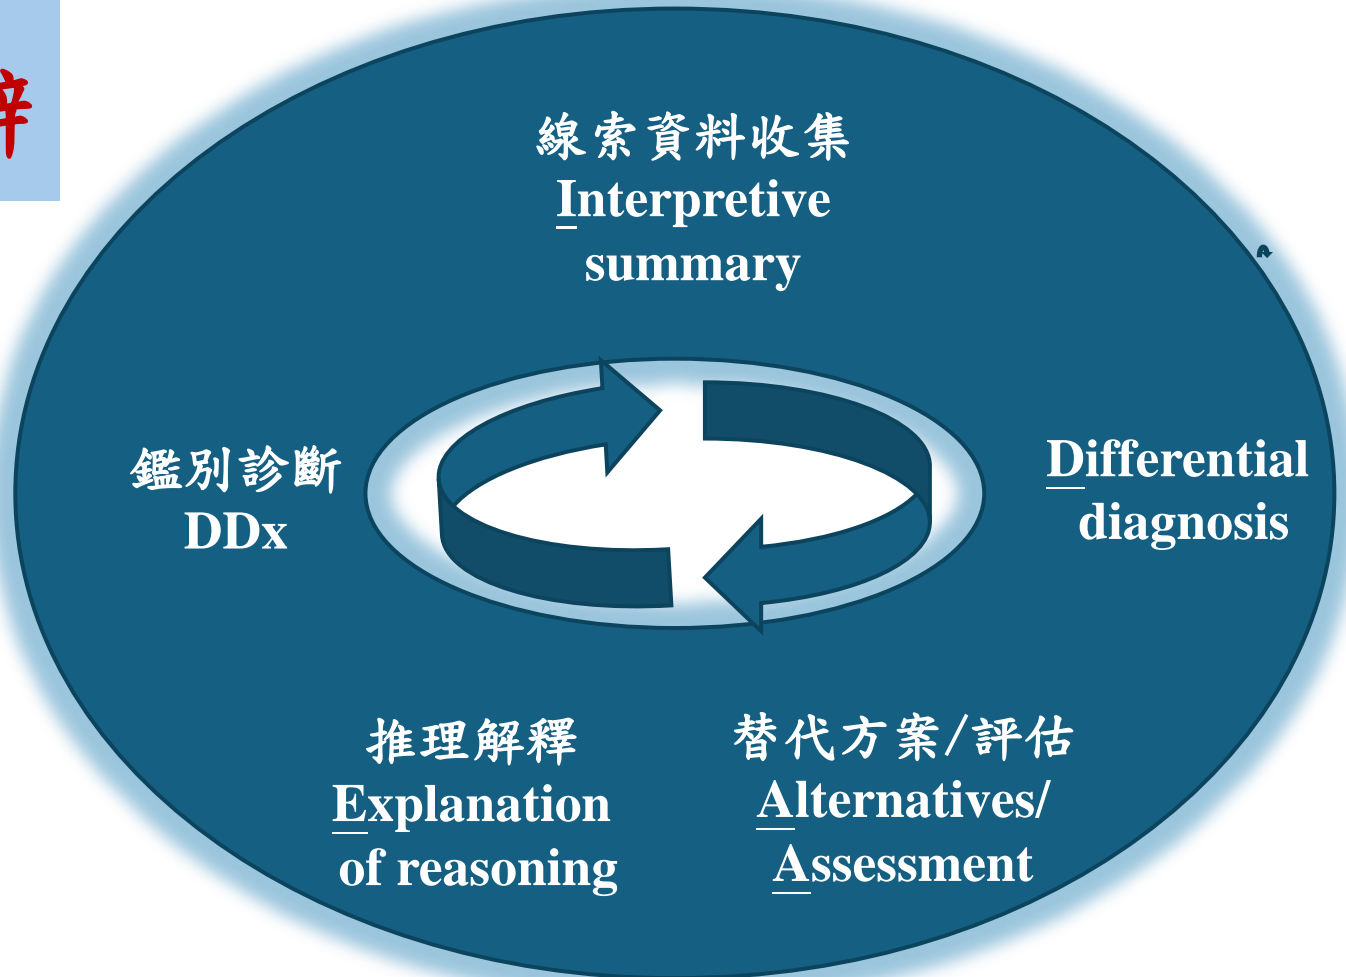 線索資料收集
Interpretive
summary
鑑別診斷
DDx
Differential
diagnosis
推理解釋
Explanation
of reasoning
替代方案/評估
Alternatives/
Assessment